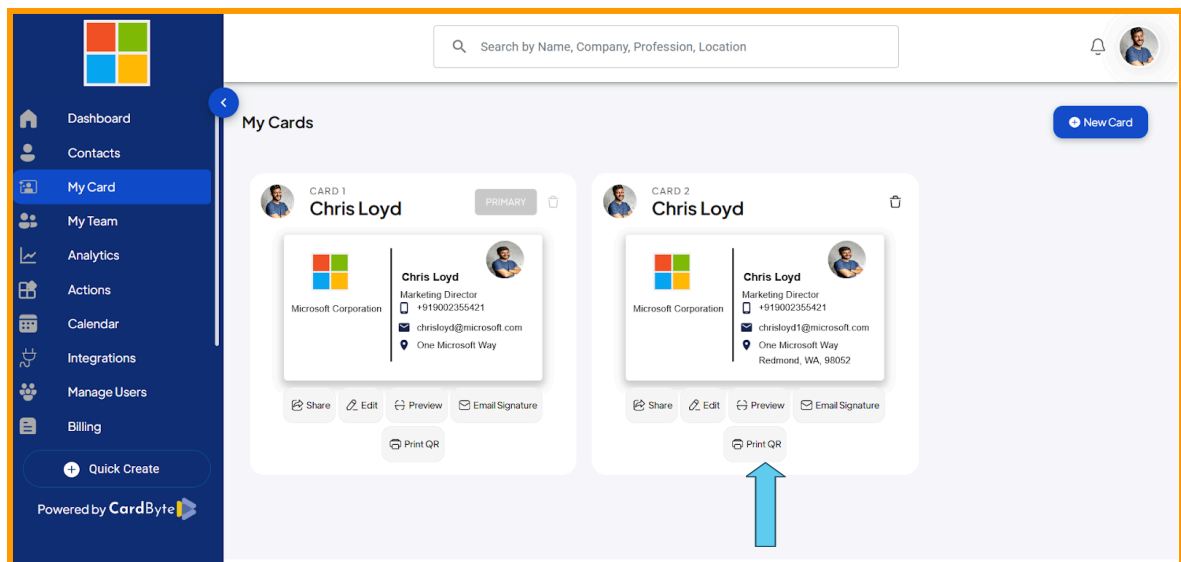 Search by Name, Company, Profession, Location
Dashboard
Contacts
My Card
My Team
Analytics
Actions
Calendar
Integrations
Manage Users
Billing
Quick Create
Powered by CardByte
My Cards
New Card
CARD 1
Chris Loyd
PRIMARY
Microsoft Corporation
Chris Loyd
Marketing Director
+919002355421
chrisloyd@microsoft.com
One Microsoft Way
Share
Edit
Preview
Email Signature
Print QR
CARD 2
Chris Loyd
Microsoft Corporation
Chris Loyd
Marketing Director
+919002355421
chrisloyd1@microsoft.com
One Microsoft Way
Redmond, WA, 98052
Share
Edit
Preview
Email Signature
Print QR